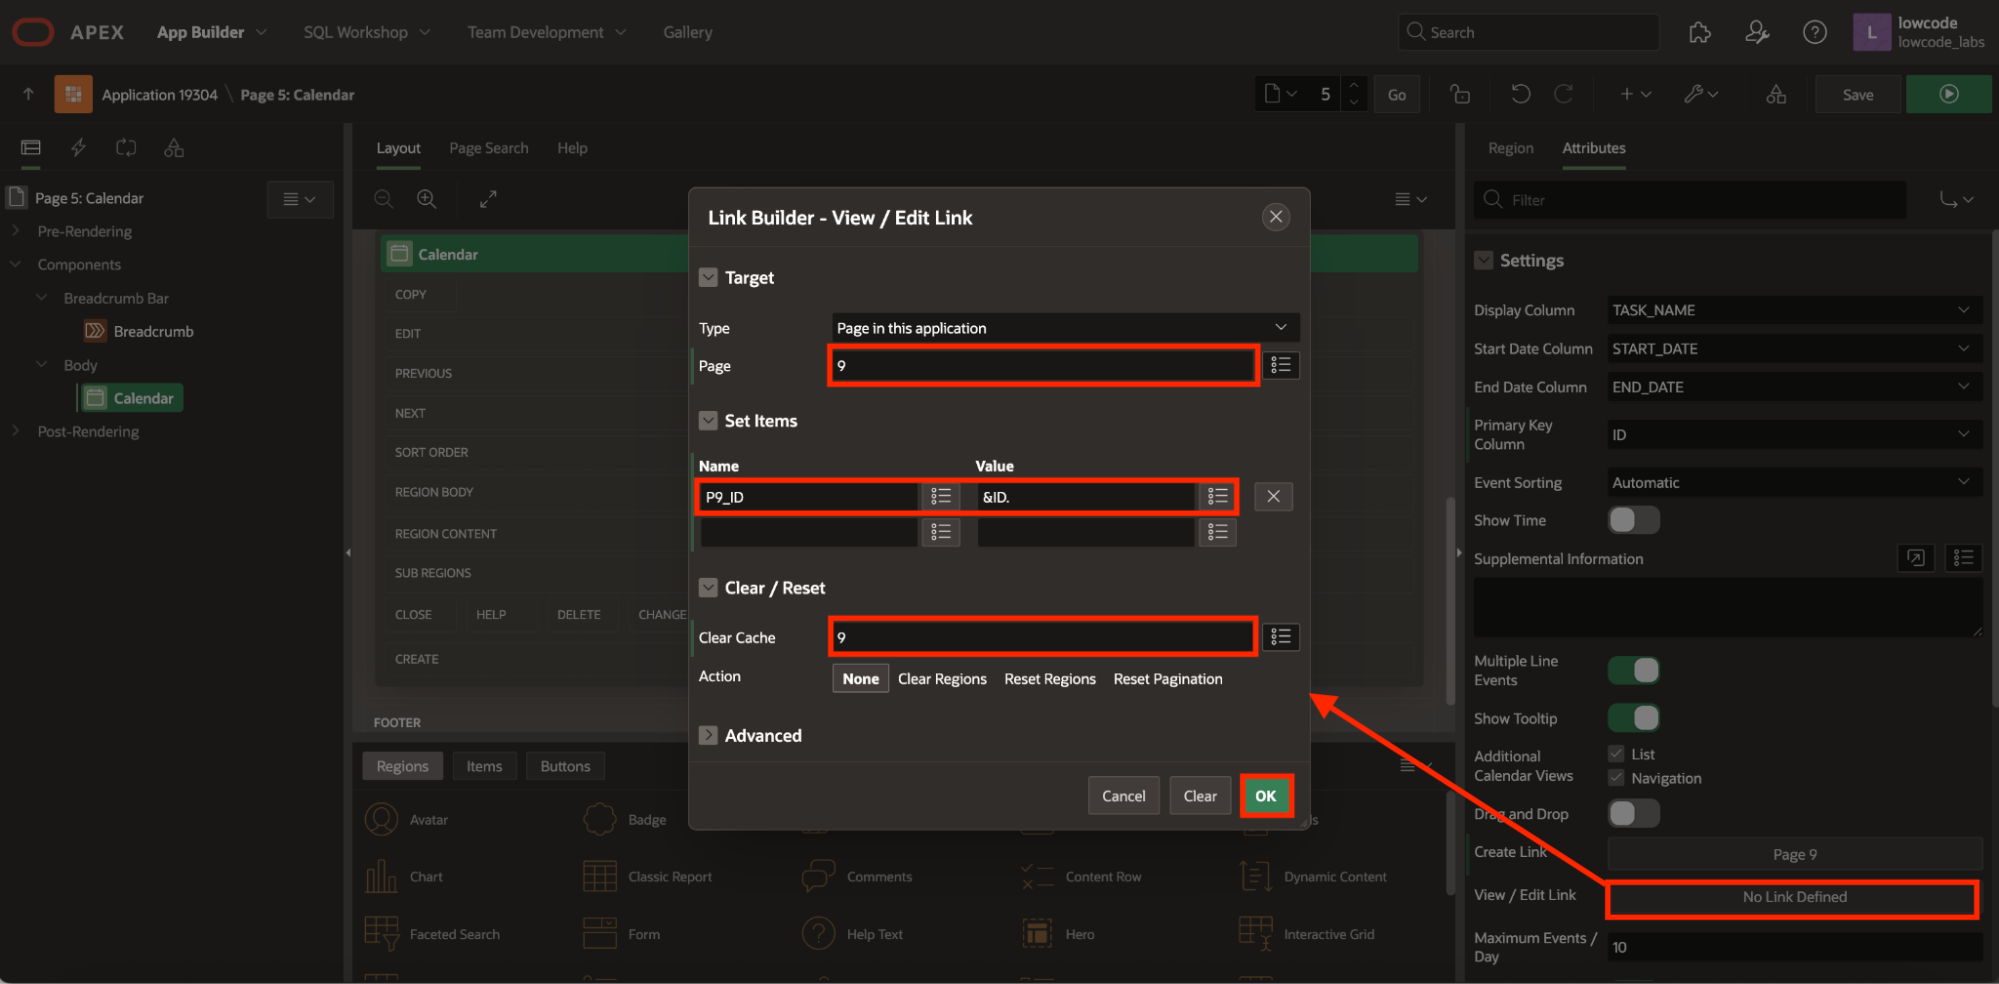 APEX App Builder SQL Workshop Team Development Gallery Search L lowcode
lowcode_labs
Application 19304 \ Page 5: Calendar 5 Go Save
Layout Page Search Help Region Attributes
Page 5: Calendar
Filter
Pre-Rendering
Components
Breadcrumb Bar
Breadcrumb
Body
Calendar
Post-Rendering
Calendar
COPY
EDIT
PREVIOUS
NEXT
SORT ORDER
REGION BODY
REGION CONTENT
SUB REGIONS
CLOSE HELP DELETE CHANGE
CREATE
FOOTER
Regions Items Buttons
Avatar Badge
Chart Classic Report Comments Content Row Dynamic Content
Faceted Search Form Help Text Hero Interactive Grid
Link Builder - View / Edit Link
Target
Type Page in this application
Page 9
Set Items
Name Value
P9_ID &ID.
Clear / Reset
Clear Cache 9
Action None Clear Regions Reset Regions Reset Pagination
Advanced
Cancel Clear OK
Settings
Display Column TASK_NAME
Start Date Column START_DATE
End Date Column END_DATE
Primary Key
Column ID
Event Sorting Automatic
Show Time
Supplemental Information
Multiple Line
Events
Show Tooltip
Additional
Calendar Views
List
Navigation
Drag and Drop
Create Link Page 9
View / Edit Link No Link Defined
Maximum Events /
Day 10